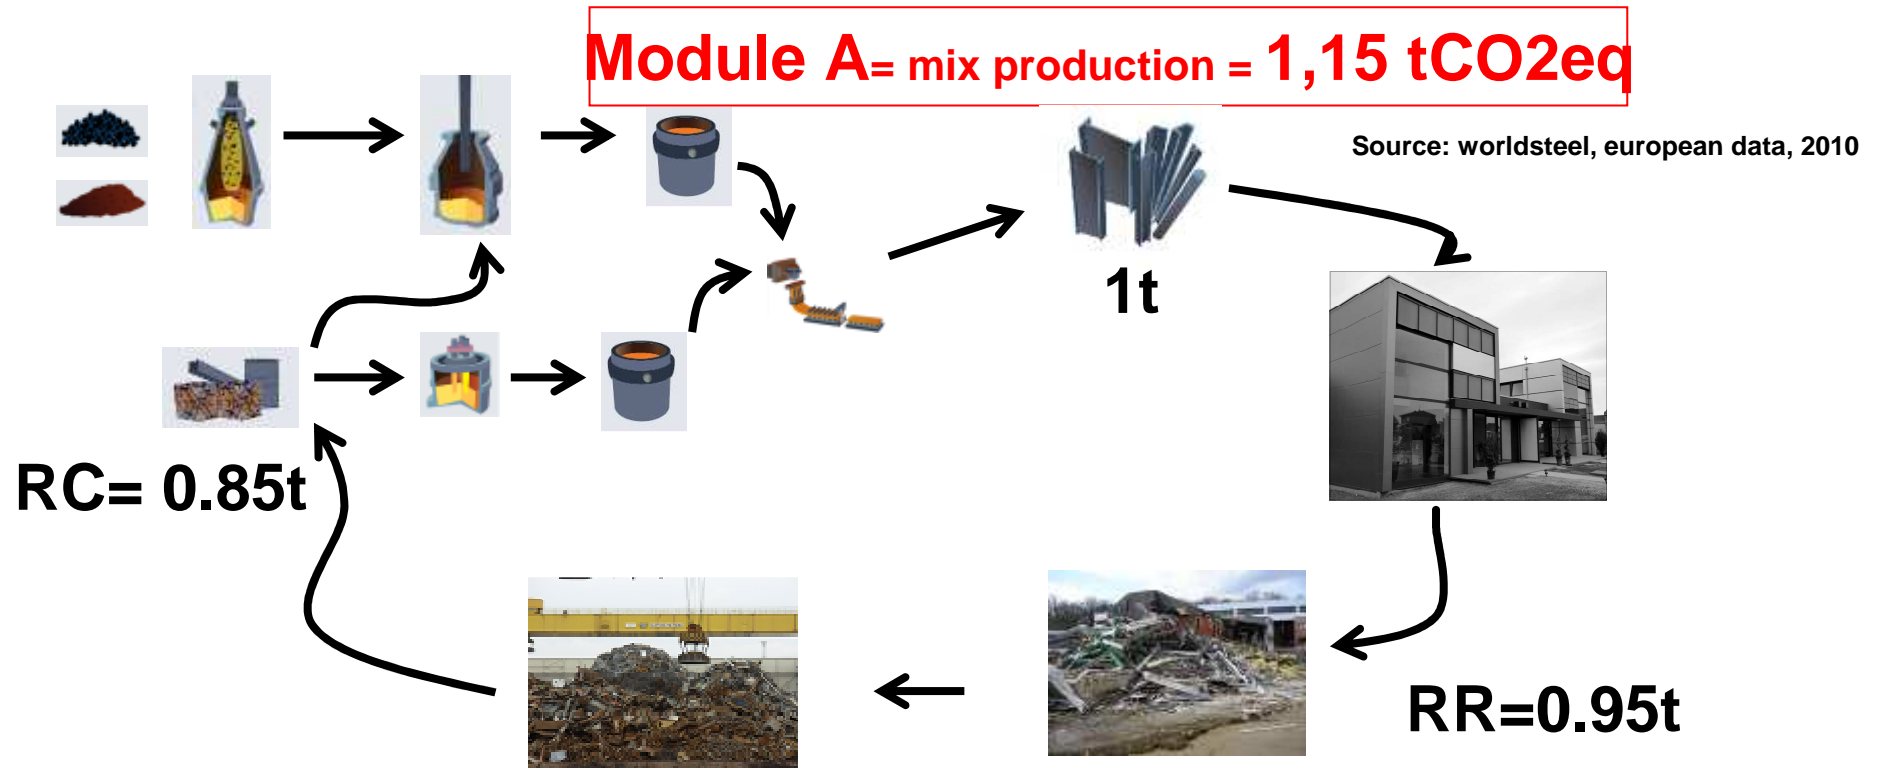 Module A= mix production = 1,15 tCO2eq
Source: worldsteel, european data, 2010
1t
RC= 0.85t
RR=0.95t